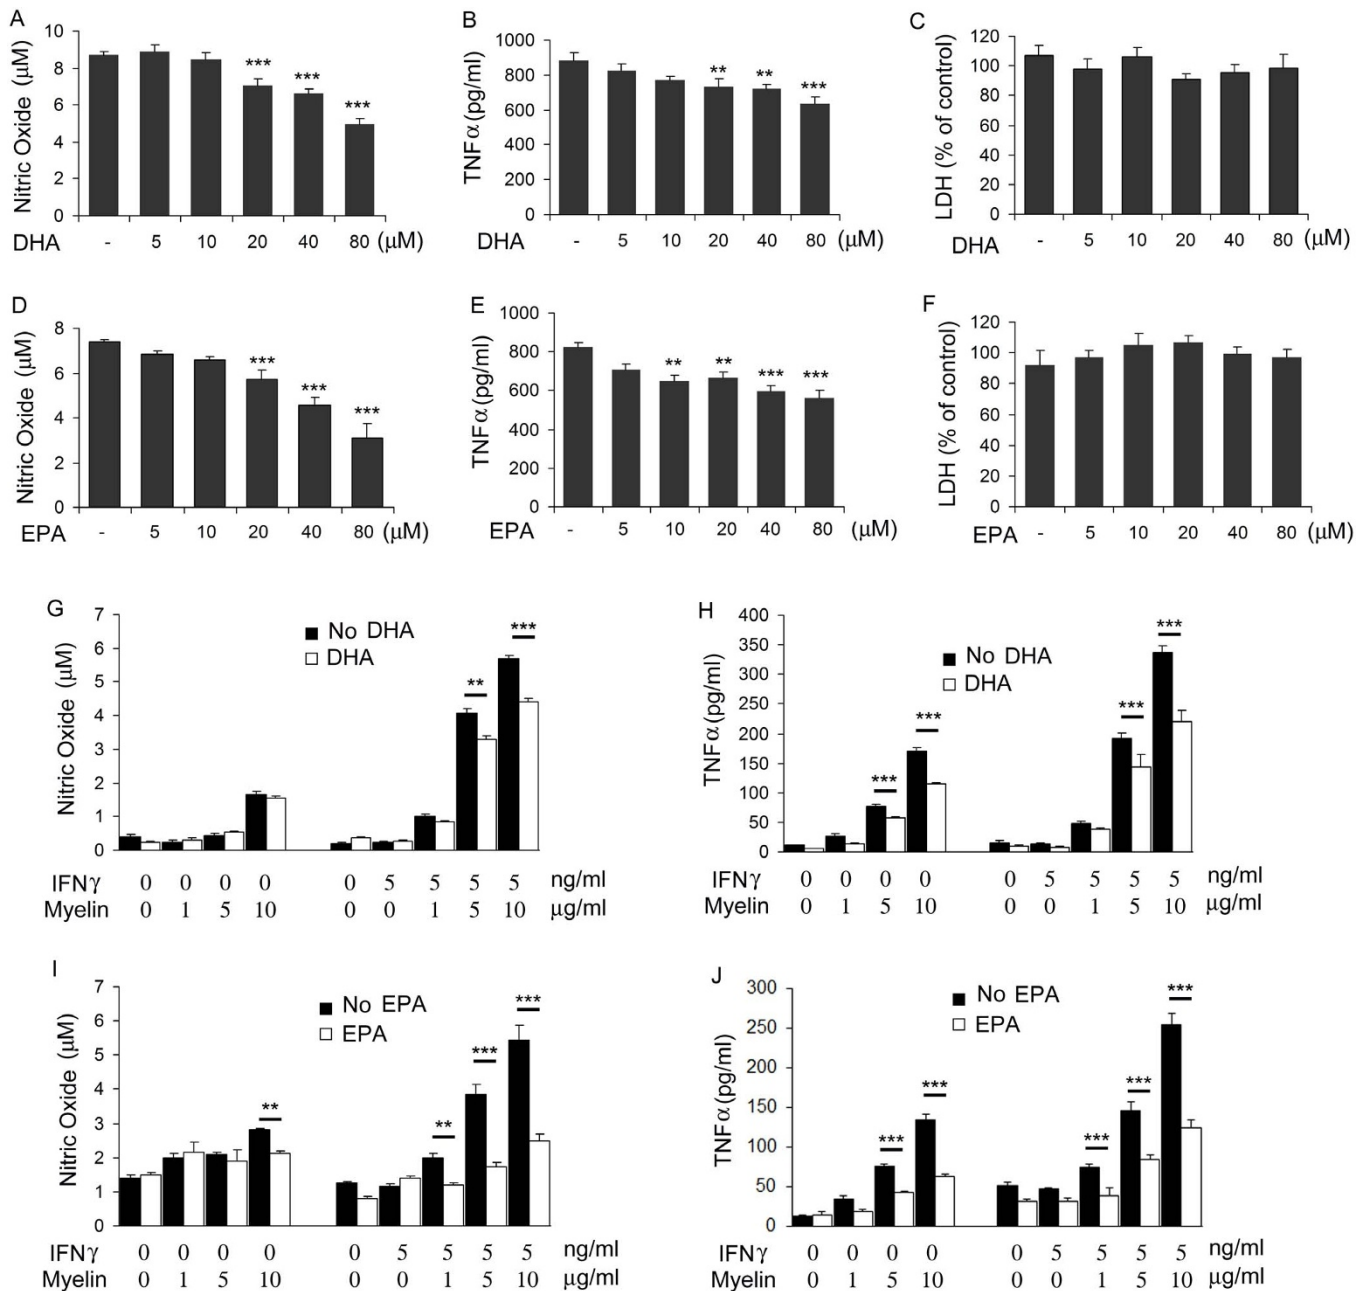 A
Nitric Oxide (μM)
10
8
6
4
2
0
*** *** ***
DHA - 5 10 20 40 80 (μM)
B
TNFα(pg/ml)
1000
800
600
400
200
0
** ** ***
DHA - 5 10 20 40 80 (μM)
C
LDH (% of control)
120
100
80
60
40
20
0
DHA - 5 10 20 40 80 (μM)
D
Nitric Oxide (μM)
8
6
4
2
0
*** *** ***
EPA - 5 10 20 40 80 (μM)
E
TNFα(pg/ml)
1000
800
600
400
200
0
** ** *** ***
EPA - 5 10 20 40 80 (μM)
F
LDH (% of control)
120
100
80
60
40
20
0
EPA - 5 10 20 40 80 (μM)
G
Nitric Oxide (μM)
7
6
5
4
3
2
1
0
No DHA
DHA
** ***
IFNγ 0 0 0 0 0 5 5 5 5 ng/ml
Myelin 0 1 5 10 0 0 1 5 10 μg/ml
H
TNFα(pg/ml)
400
350
300
250
200
150
100
50
0
No DHA
DHA
*** *** *** ***
IFNγ 0 0 0 0 0 5 5 5 5 ng/ml
Myelin 0 1 5 10 0 0 1 5 10 μg/ml
I
Nitric Oxide (μM)
7
6
5
4
3
2
1
0
No EPA
EPA
** ** *** ***
IFNγ 0 0 0 0 0 5 5 5 5 ng/ml
Myelin 0 1 5 10 0 0 1 5 10 μg/ml
J
TNFα(pg/ml)
300
250
200
150
100
50
0
No EPA
EPA
*** *** *** *** ***
IFNγ 0 0 0 0 0 5 5 5 5 ng/ml
Myelin 0 1 5 10 0 0 1 5 10 μg/ml